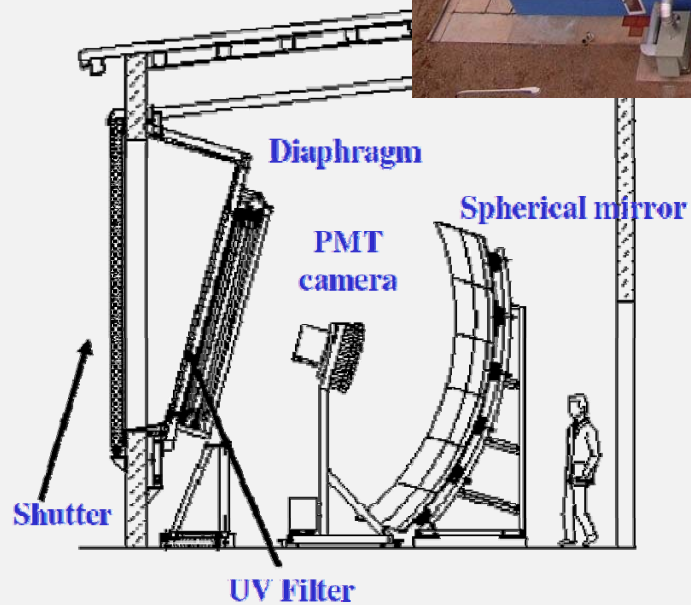 Diaphragm
Spherical mirror
PMT
camera
Shutter
UV Filter